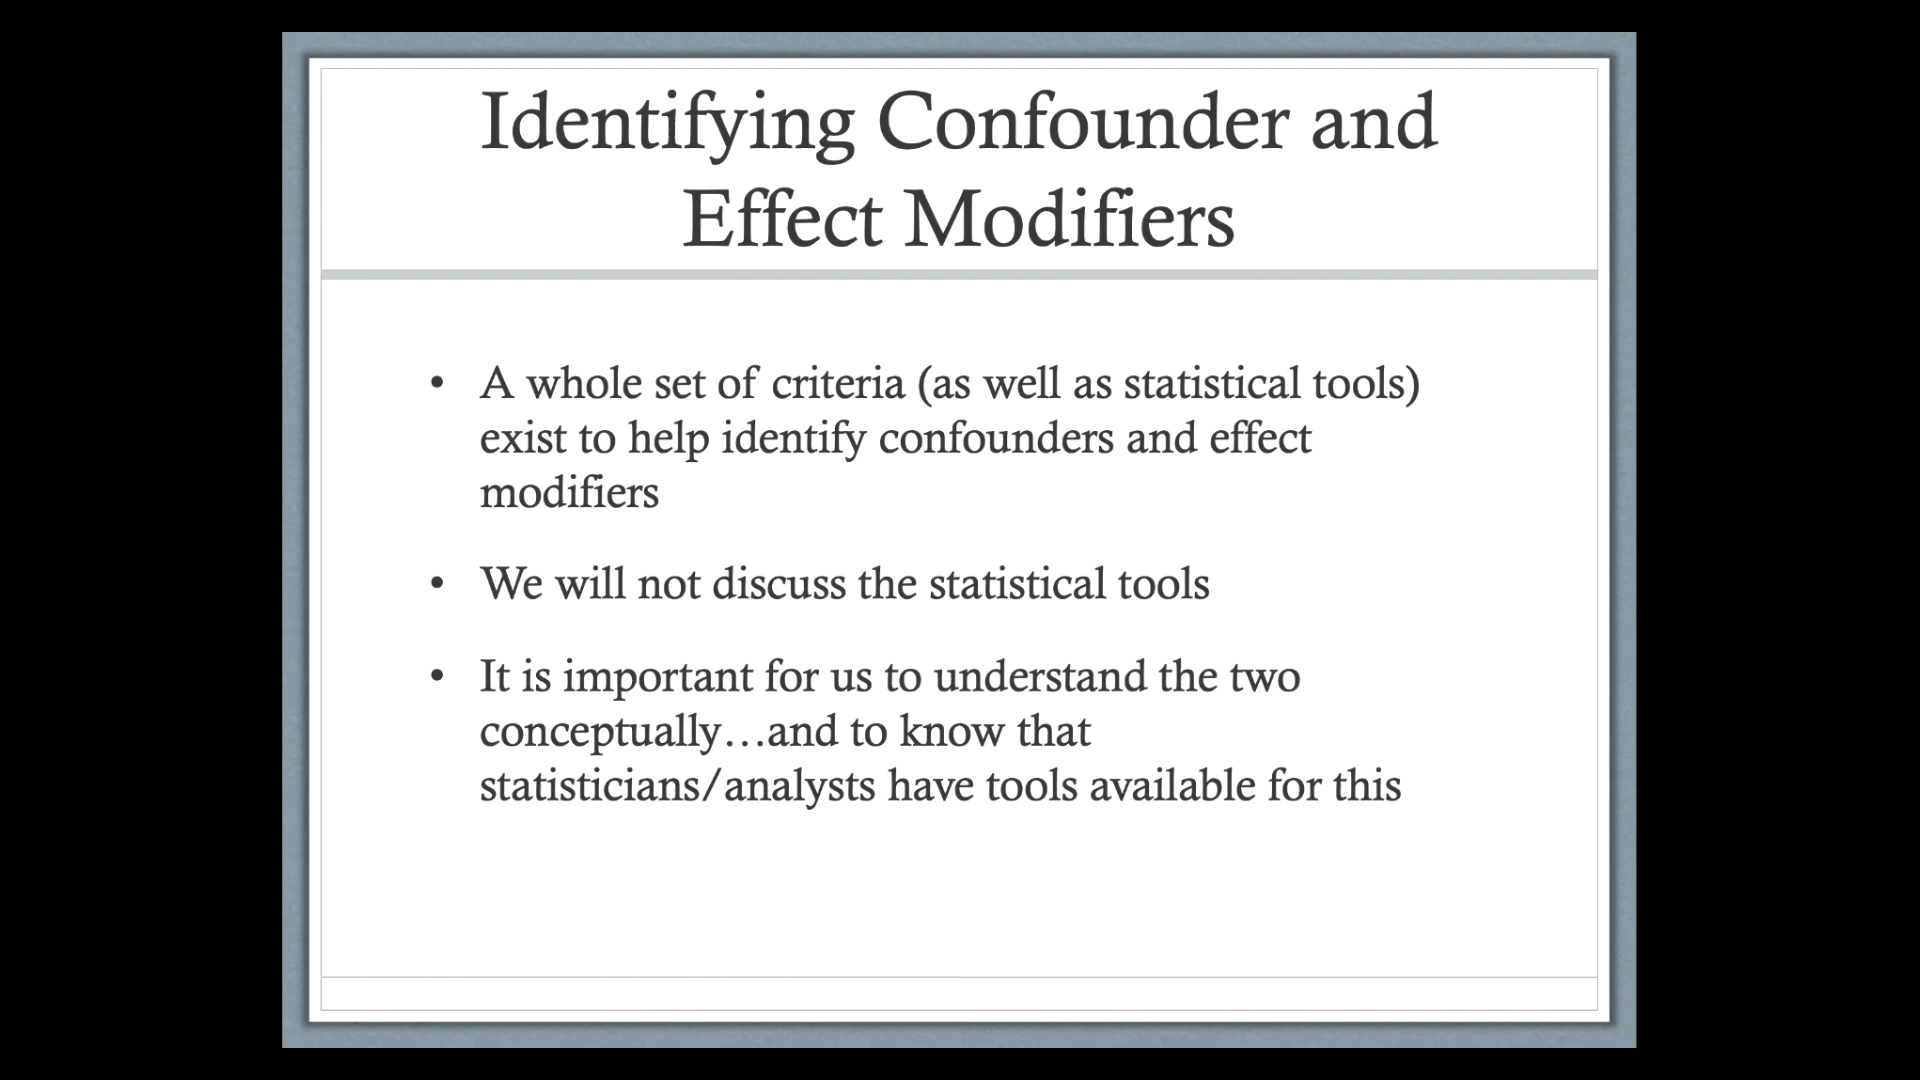 Identifying Confounder and
Effect Modifiers
• A whole set of criteria (as well as statistical tools)
exist to help identify confounders and effect
modifiers
• We will not discuss the statistical tools
• It is important for us to understand the two
conceptually…and to know that
statisticians/analysts have tools available for this